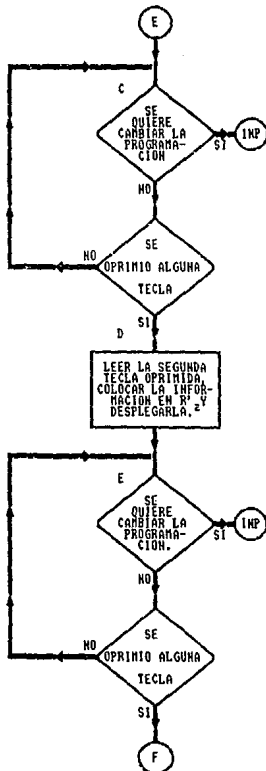 E
C
SE
QUIERE
CAMBIAR LA
PROGRAMA-
CION
SI
INP
NO
SE
NO
OPRIMIO ALGUNA
TECLA
SI
D
LEER LA SEGUNDA
TECLA OPRIMIDA,
COLOCAR LA INFOR-
MACION EN R'2 Y
DESPLEGARLA.
E
SE
QUIERE
CAMBIAR LA
PROGRAMA-
CION.
SI
INP
NO
SE
NO
OPRIMIO ALGUNA
TECLA
SI
F